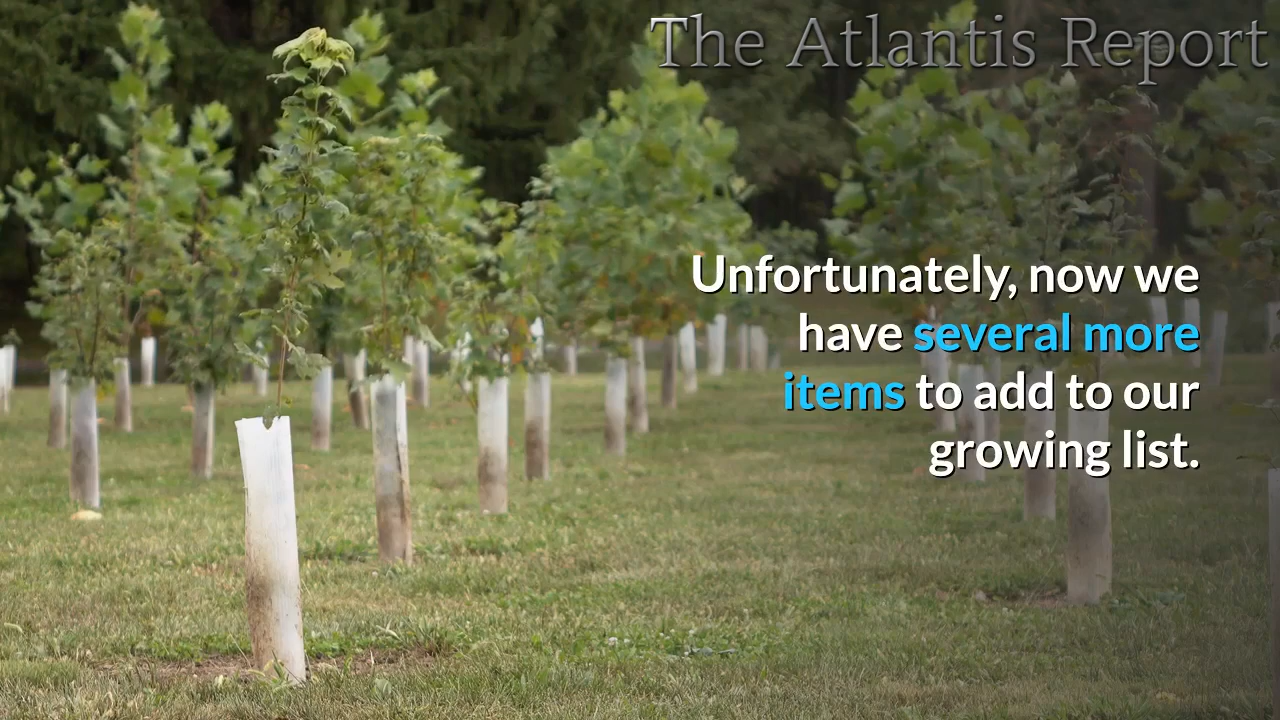 The Atlantis Report
Unfortunately, now we
have several more
items to add to our
growing list.